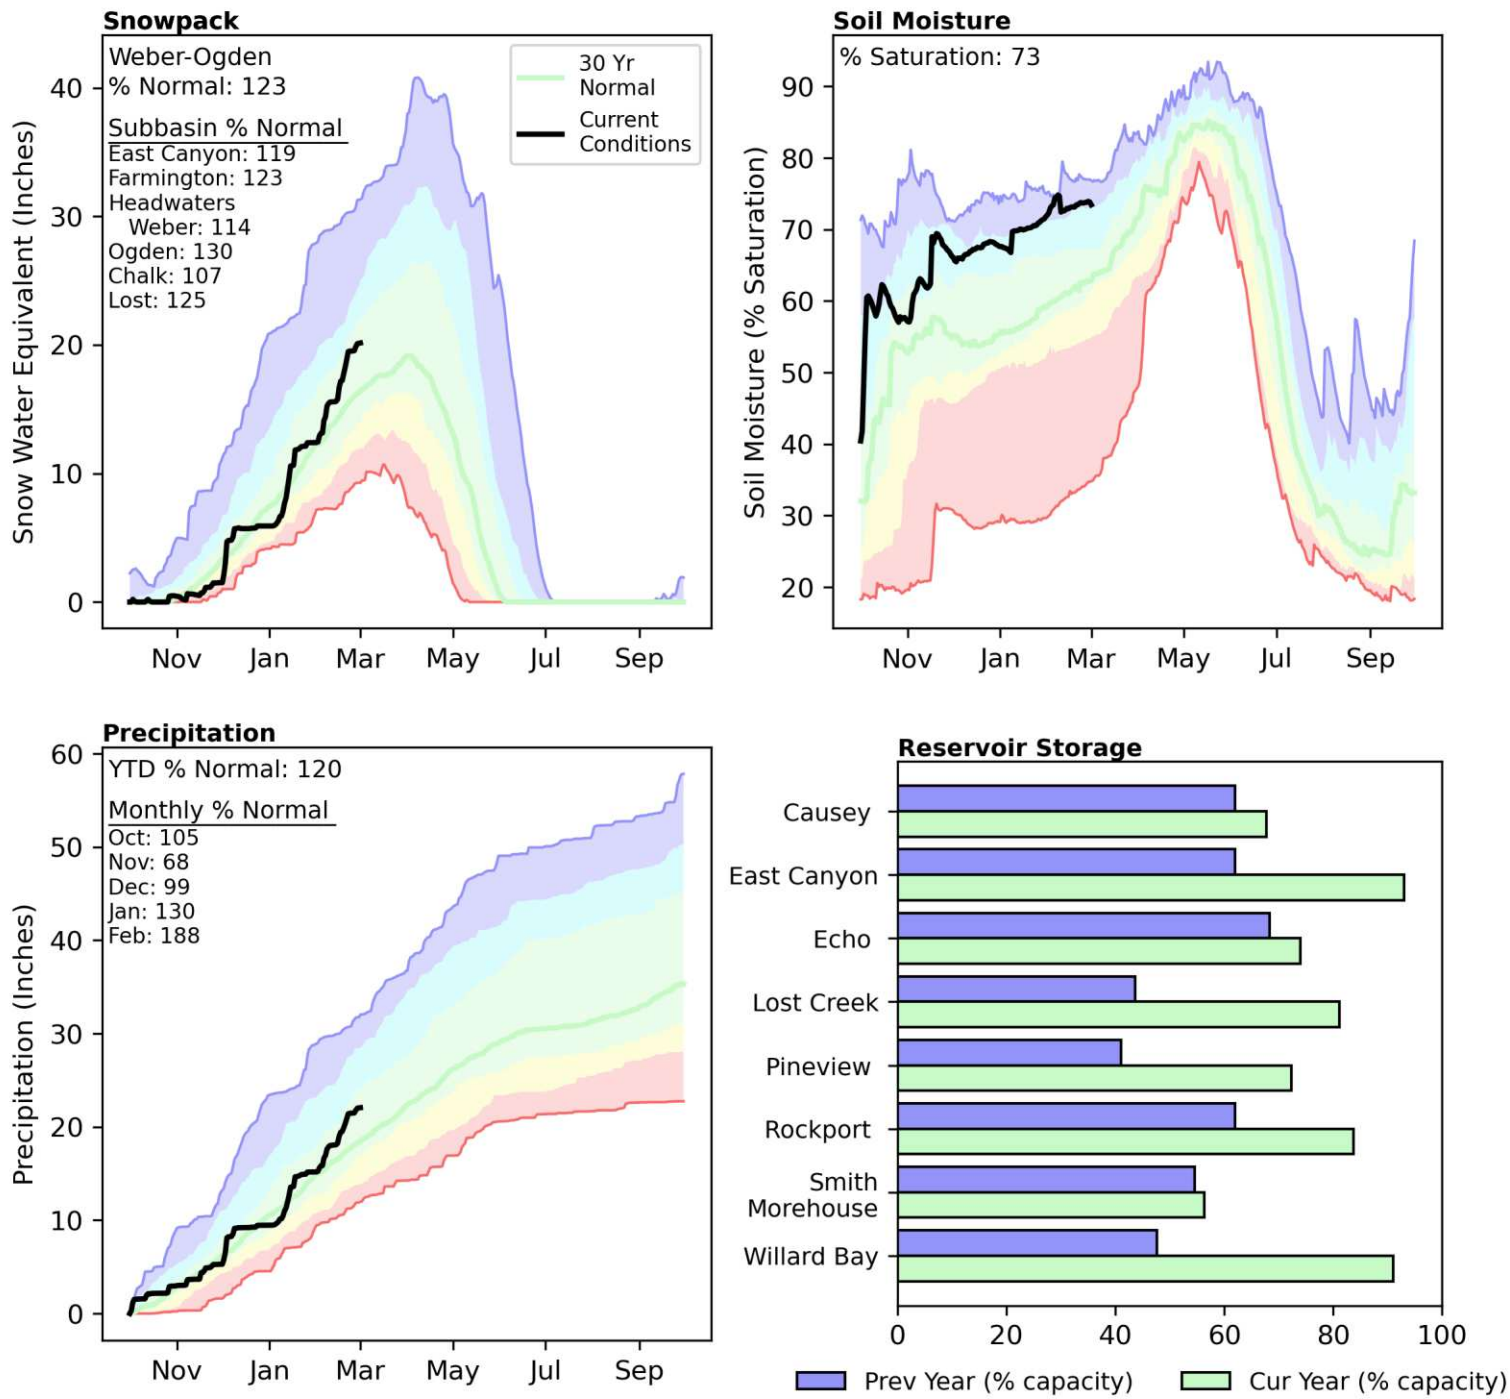 Snowpack
Weber-Ogden
% Normal: 123
Subbasin % Normal
East Canyon: 119
Farmington: 123
Headwaters
Weber: 114
Ogden: 130
Chalk: 107
Lost: 125
30 Yr
Normal
Current
Conditions
Snow Water Equivalent (Inches)
40
30
20
10
0
Nov Jan Mar May Jul Sep
Soil Moisture
% Saturation: 73
Soil Moisture (% Saturation)
90
80
70
60
50
40
30
20
Nov Jan Mar May Jul Sep
Precipitation
YTD % Normal: 120
Monthly % Normal
Oct: 105
Nov: 68
Dec: 99
Jan: 130
Feb: 188
Precipitation (Inches)
60
50
40
30
20
10
0
Nov Jan Mar May Jul Sep
Reservoir Storage
Causey
East Canyon
Echo
Lost Creek
Pineview
Rockport
Smith
Morehouse
Willard Bay
0 20 40 60 80 100
Prev Year (% capacity) Cur Year (% capacity)